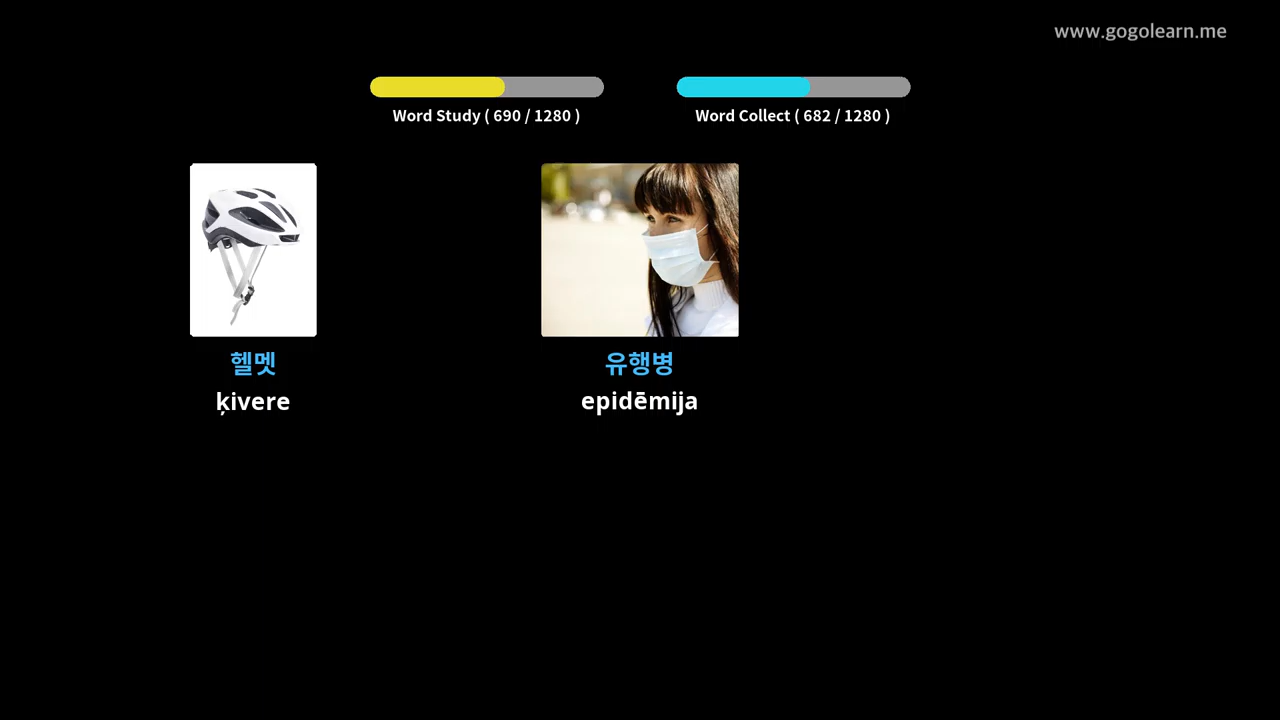 www.gogolearn.me
Word Study ( 690 / 1280 )
Word Collect ( 682 / 1280 )
헬멧
ķivere
유행병
epidēmija